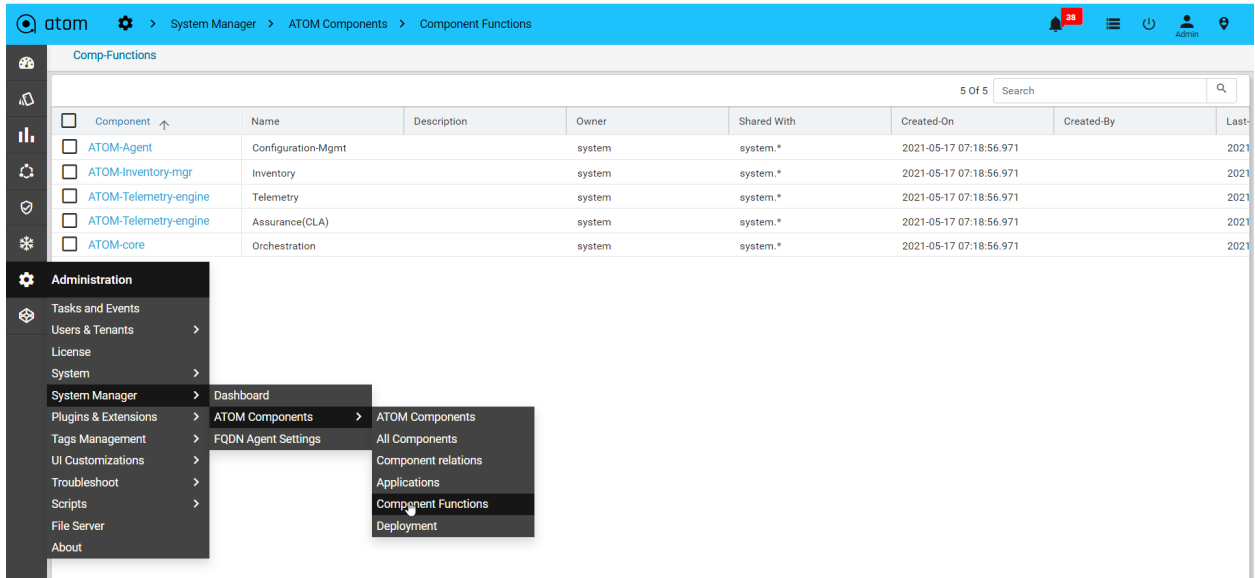 atom > System Manager > ATOM Components > Component Functions 38 Admin
Comp-Functions
5 Of 5 Search
Component Name Description Owner Shared With Created-On Created-By Last-
ATOM-Agent Configuration-Mgmt system system.* 2021-05-17 07:18:56.971 2021
ATOM-Inventory-mgr Inventory system system.* 2021-05-17 07:18:56.971 2021
ATOM-Telemetry-engine Telemetry system system.* 2021-05-17 07:18:56.971 2021
ATOM-Telemetry-engine Assurance(CLA) system system.* 2021-05-17 07:18:56.971 2021
ATOM-core Orchestration system system.* 2021-05-17 07:18:56.971 2021
Administration
Tasks and Events
Users & Tenants >
License
System >
System Manager > Dashboard
Plugins & Extensions > ATOM Components > ATOM Components
Tags Management > FQDN Agent Settings All Components
UI Customizations > Component relations
Troubleshoot > Applications
Scripts > Component Functions
File Server Deployment
About